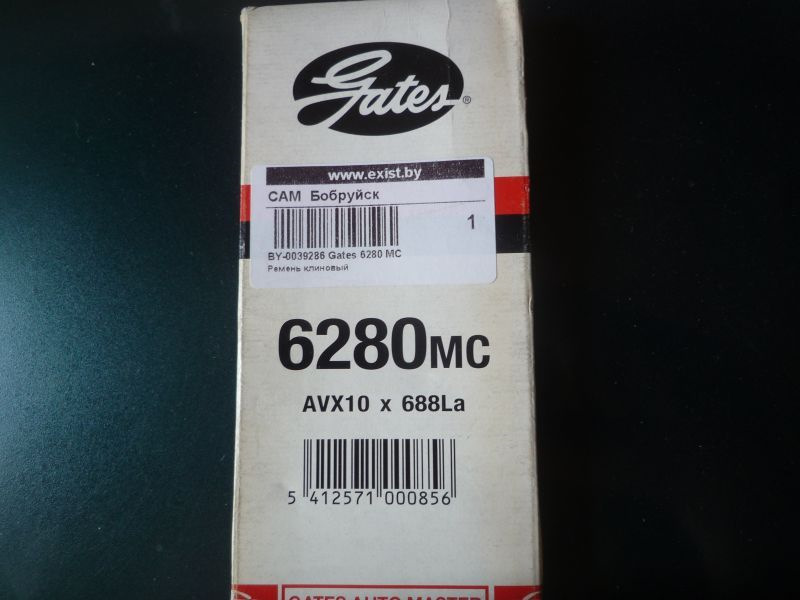 Gates®
www.exist.by
САМ Бобруйск
1
BY-0039286 Gates 6280 MC
Ремень клиновый
6280MC
AVX10 x 688La
5 412571 000856
GATES AUTO MASTER